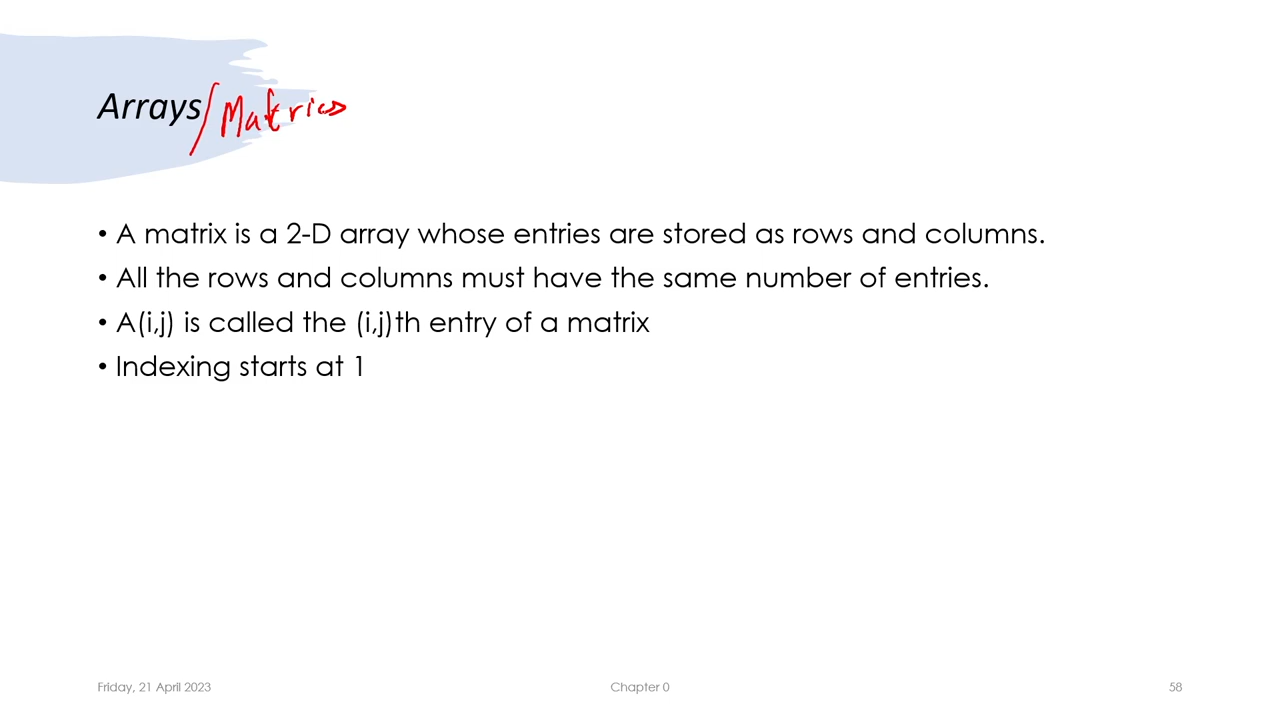 Arrays/Matrices
• A matrix is a 2-D array whose entries are stored as rows and columns.
• All the rows and columns must have the same number of entries.
• A(i,j) is called the (i,j)th entry of a matrix
• Indexing starts at 1
Friday, 21 April 2023 Chapter 0 58